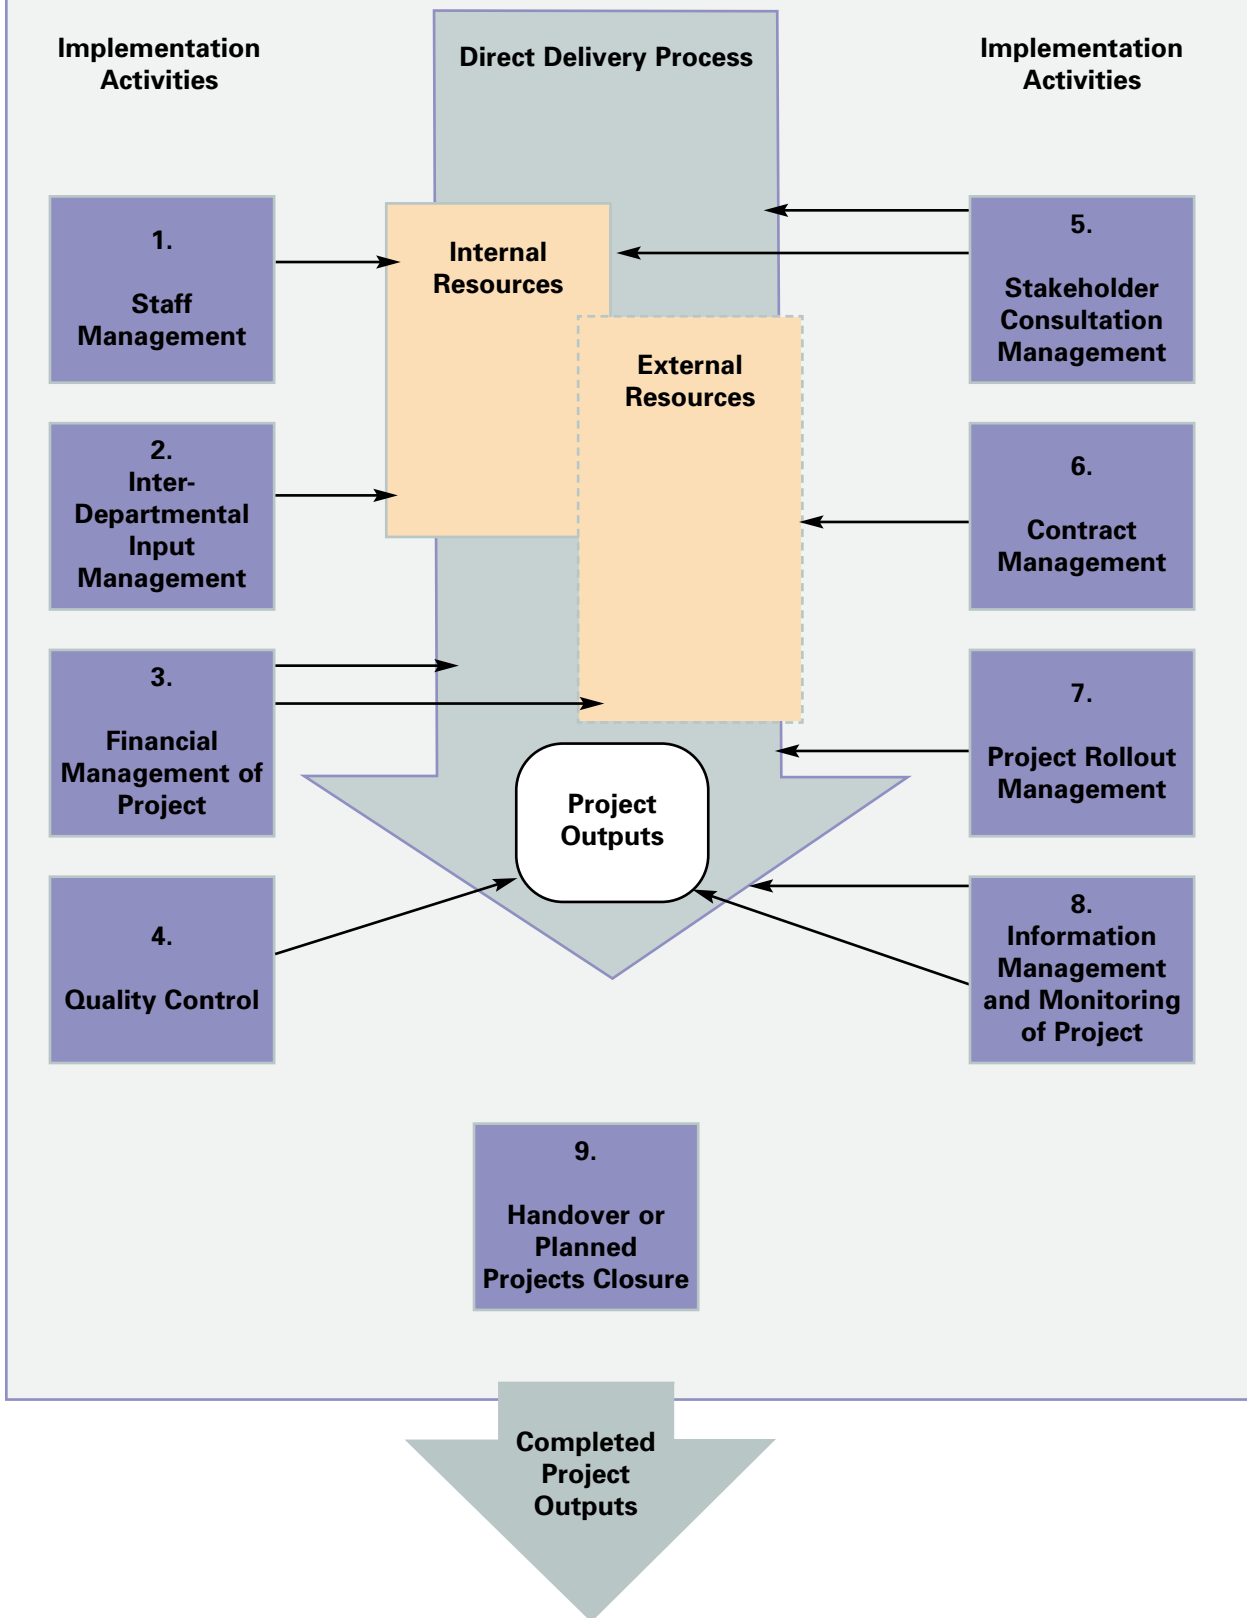 Implementation
Activities
Direct Delivery Process
Implementation
Activities
1.
Staff
Management
Internal
Resources
5.
Stakeholder
Consultation
Management
External
Resources
2.
Inter-
Departmental
Input
Management
6.
Contract
Management
3.
Financial
Management of
Project
7.
Project Rollout
Management
Project
Outputs
4.
Quality Control
8.
Information
Management
and Monitoring
of Project
9.
Handover or
Planned
Projects Closure
Completed
Project
Outputs